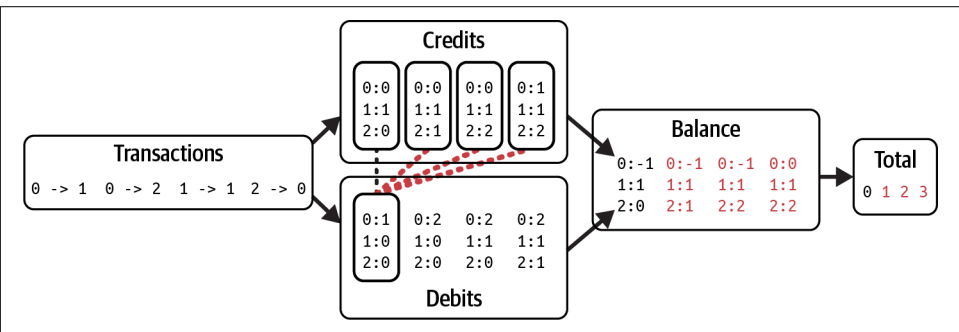 Transactions
0 -> 1 0 -> 2 1 -> 1 2 -> 0
Credits
0:0 0:0 0:0 0:1
1:1 1:1 1:1 1:1
2:0 2:1 2:2 2:2
0:1 0:2 0:2 0:2
1:0 1:0 1:1 1:1
2:0 2:0 2:0 2:1
Debits
Balance
0:-1 0:-1 0:-1 0:0
1:1 1:1 1:1 1:1
2:0 2:1 2:2 2:2
Total
0 1 2 3